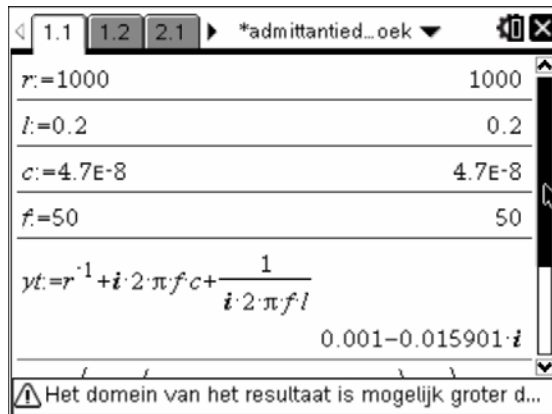 1.1 1.2 2.1 *admittantied…oek
r:=1000 1000
l:=0.2 0.2
c:=4.7E-8 4.7E-8
f:=50 50
yt:=r⁻¹+i·2·π·f·c+1/(i·2·π·f·l)
0.001−0.015901·i
Het domein van het resultaat is mogelijk groter d...